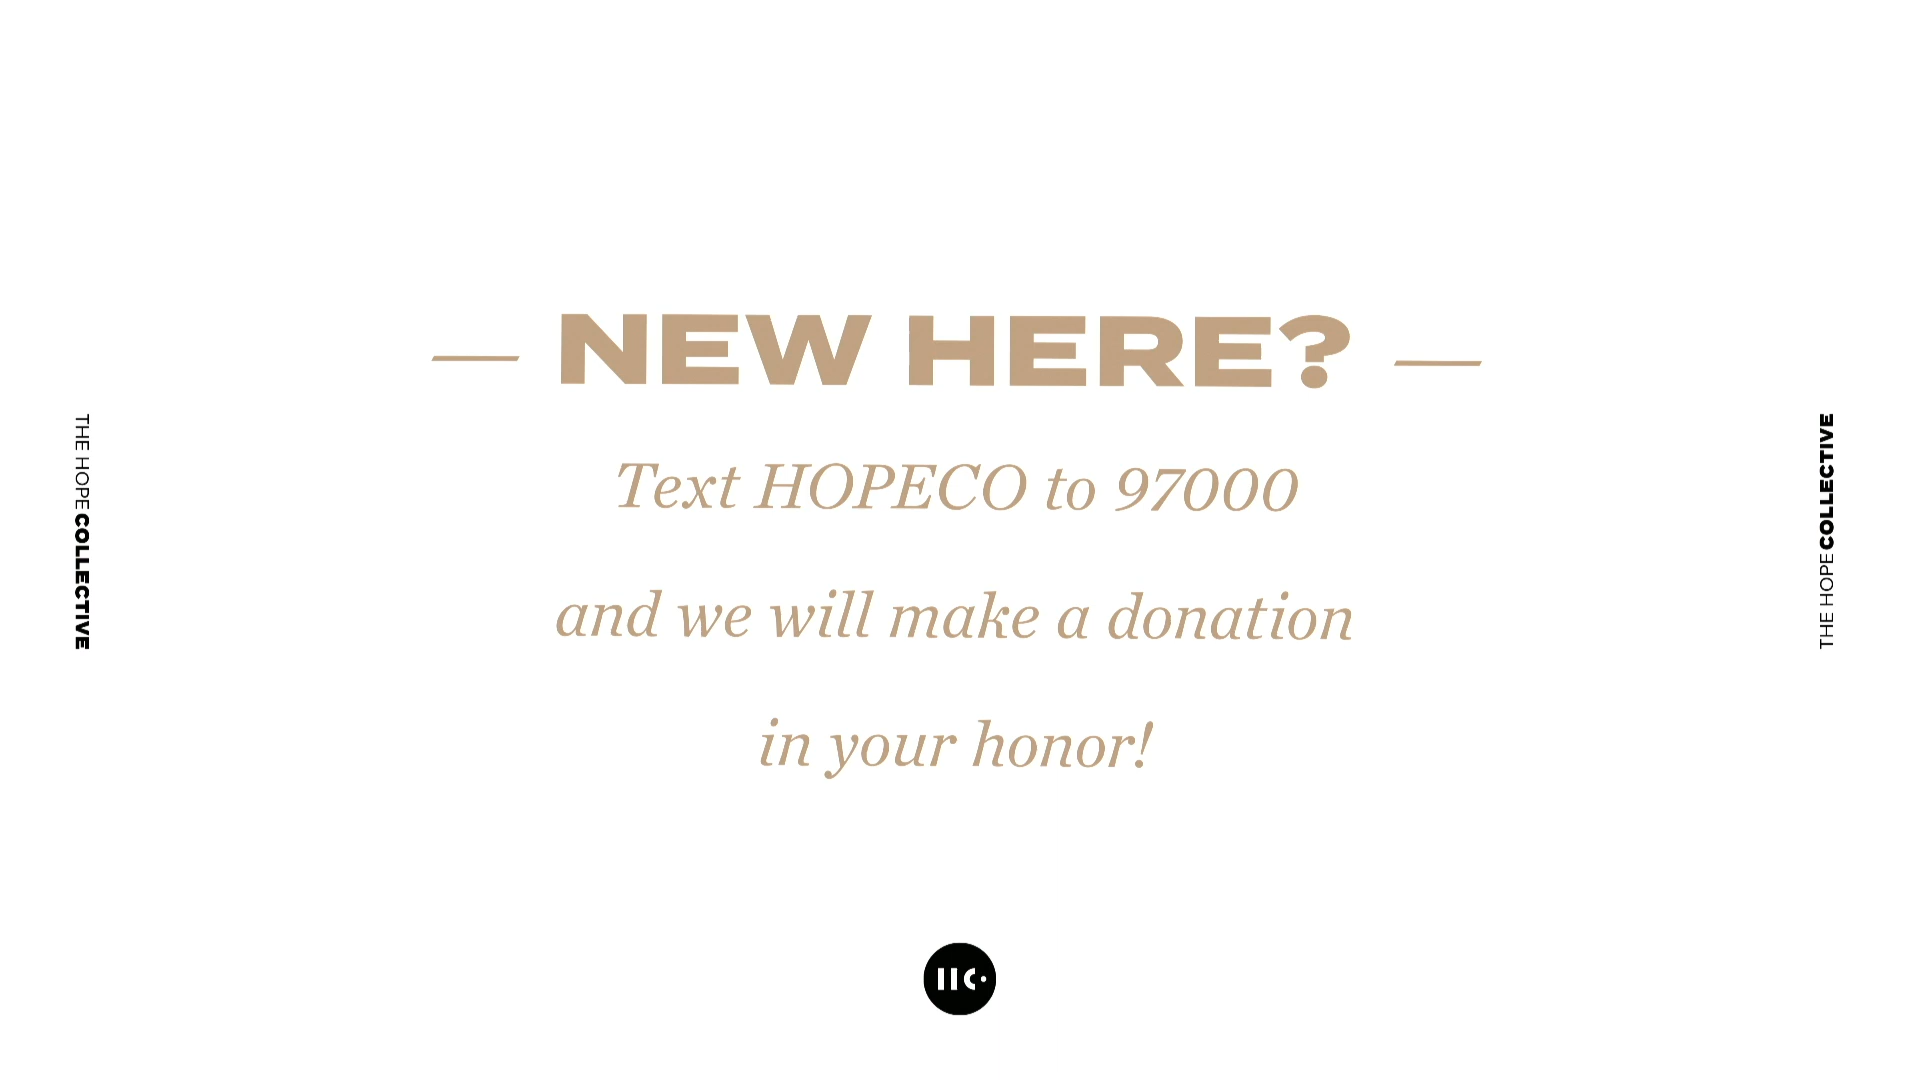 — NEW HERE? —
Text HOPECO to 97000
and we will make a donation
in your honor!
THE HOPE COLLECTIVE
THE HOPE COLLECTIVE